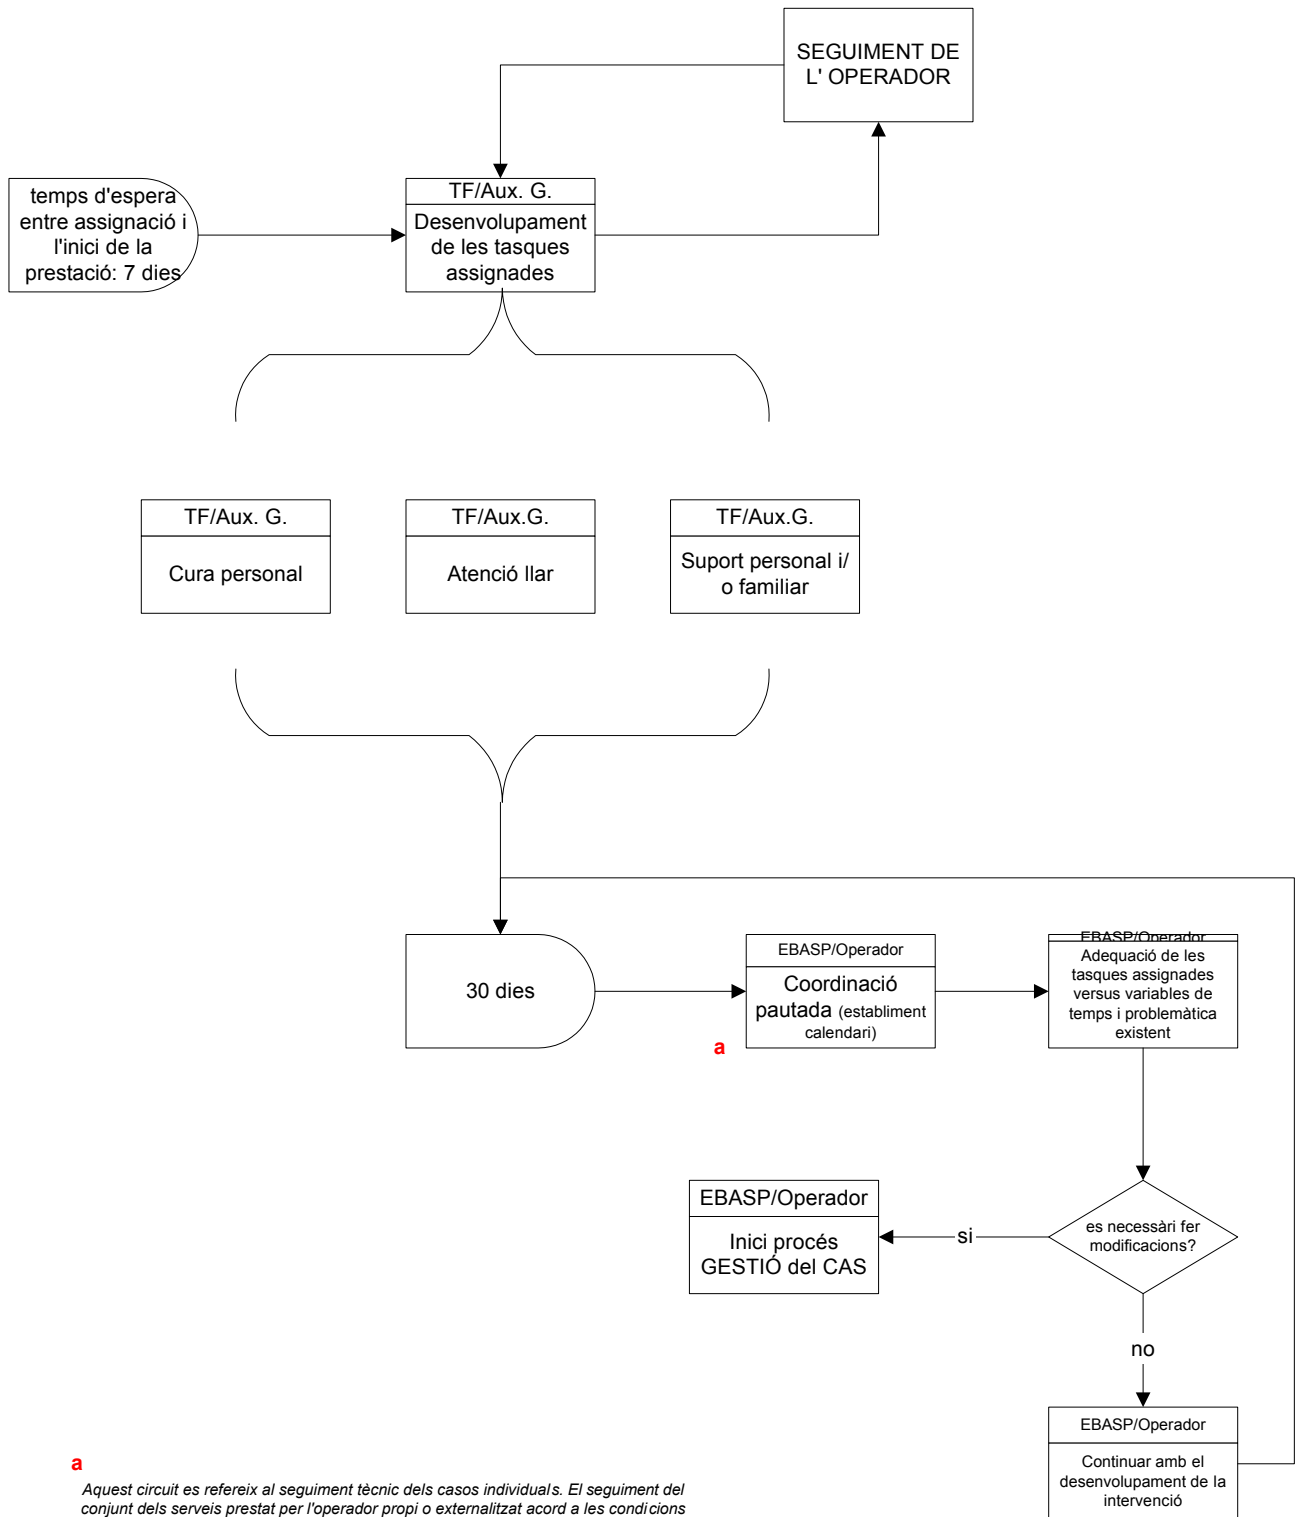 SEGUIMENT DE
L' OPERADOR
temps d'espera
entre assignació i
l'inici de la
prestació: 7 dies
TF/Aux. G.
Desenvolupament
de les tasques
assignades
TF/Aux. G.
Cura personal
TF/Aux.G.
Atenció llar
TF/Aux.G.
Suport personal i/
o familiar
30 dies
EBASP/Operador
Coordinació
pautada (establiment
calendari)
a
EBASP/Operador
Adequació de les
tasques assignades
versus variables de
temps i problemàtica
existent
es necessàri fer
modificacions?
si
EBASP/Operador
Inici procés
GESTIÓ del CAS
no
EBASP/Operador
Continuar amb el
desenvolupament de la
intervenció
a
Aquest circuit es refereix al seguiment tècnic dels casos individuals. El seguiment del
conjunt dels serveis prestat per l'operador propi o externalitzat acord a les condicions